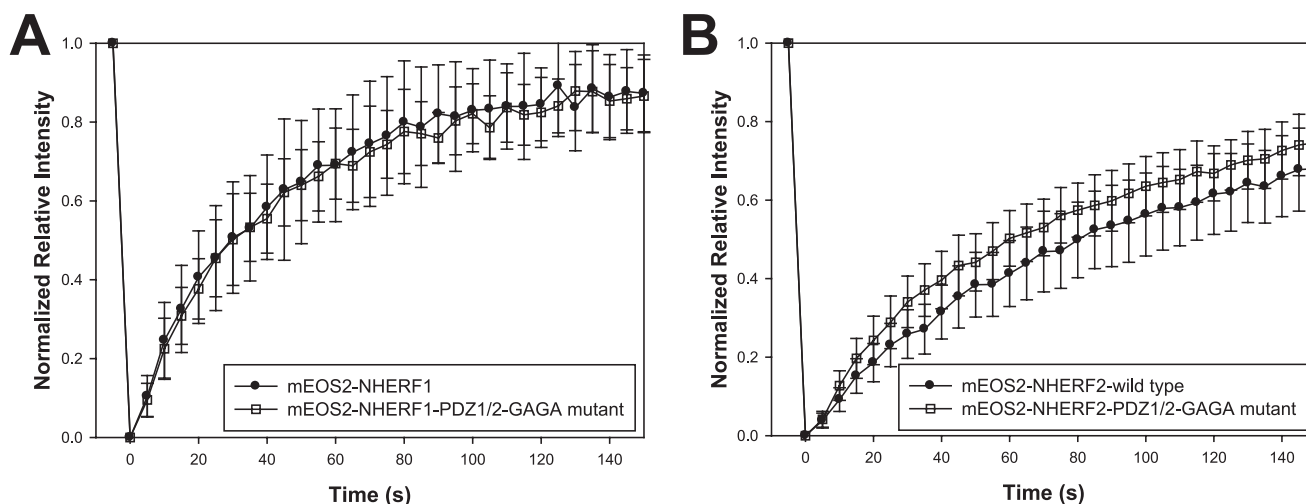 A
Normalized Relative Intensity
1.0
0.8
0.6
0.4
0.2
0.0
mEOS2-NHERF1
mEOS2-NHERF1-PDZ1/2-GAGA mutant
0 20 40 60 80 100 120 140
Time (s)
B
Normalized Relative Intensity
1.0
0.8
0.6
0.4
0.2
0.0
mEOS2-NHERF2-wild type
mEOS2-NHERF2-PDZ1/2-GAGA mutant
0 20 40 60 80 100 120 140
Time (s)